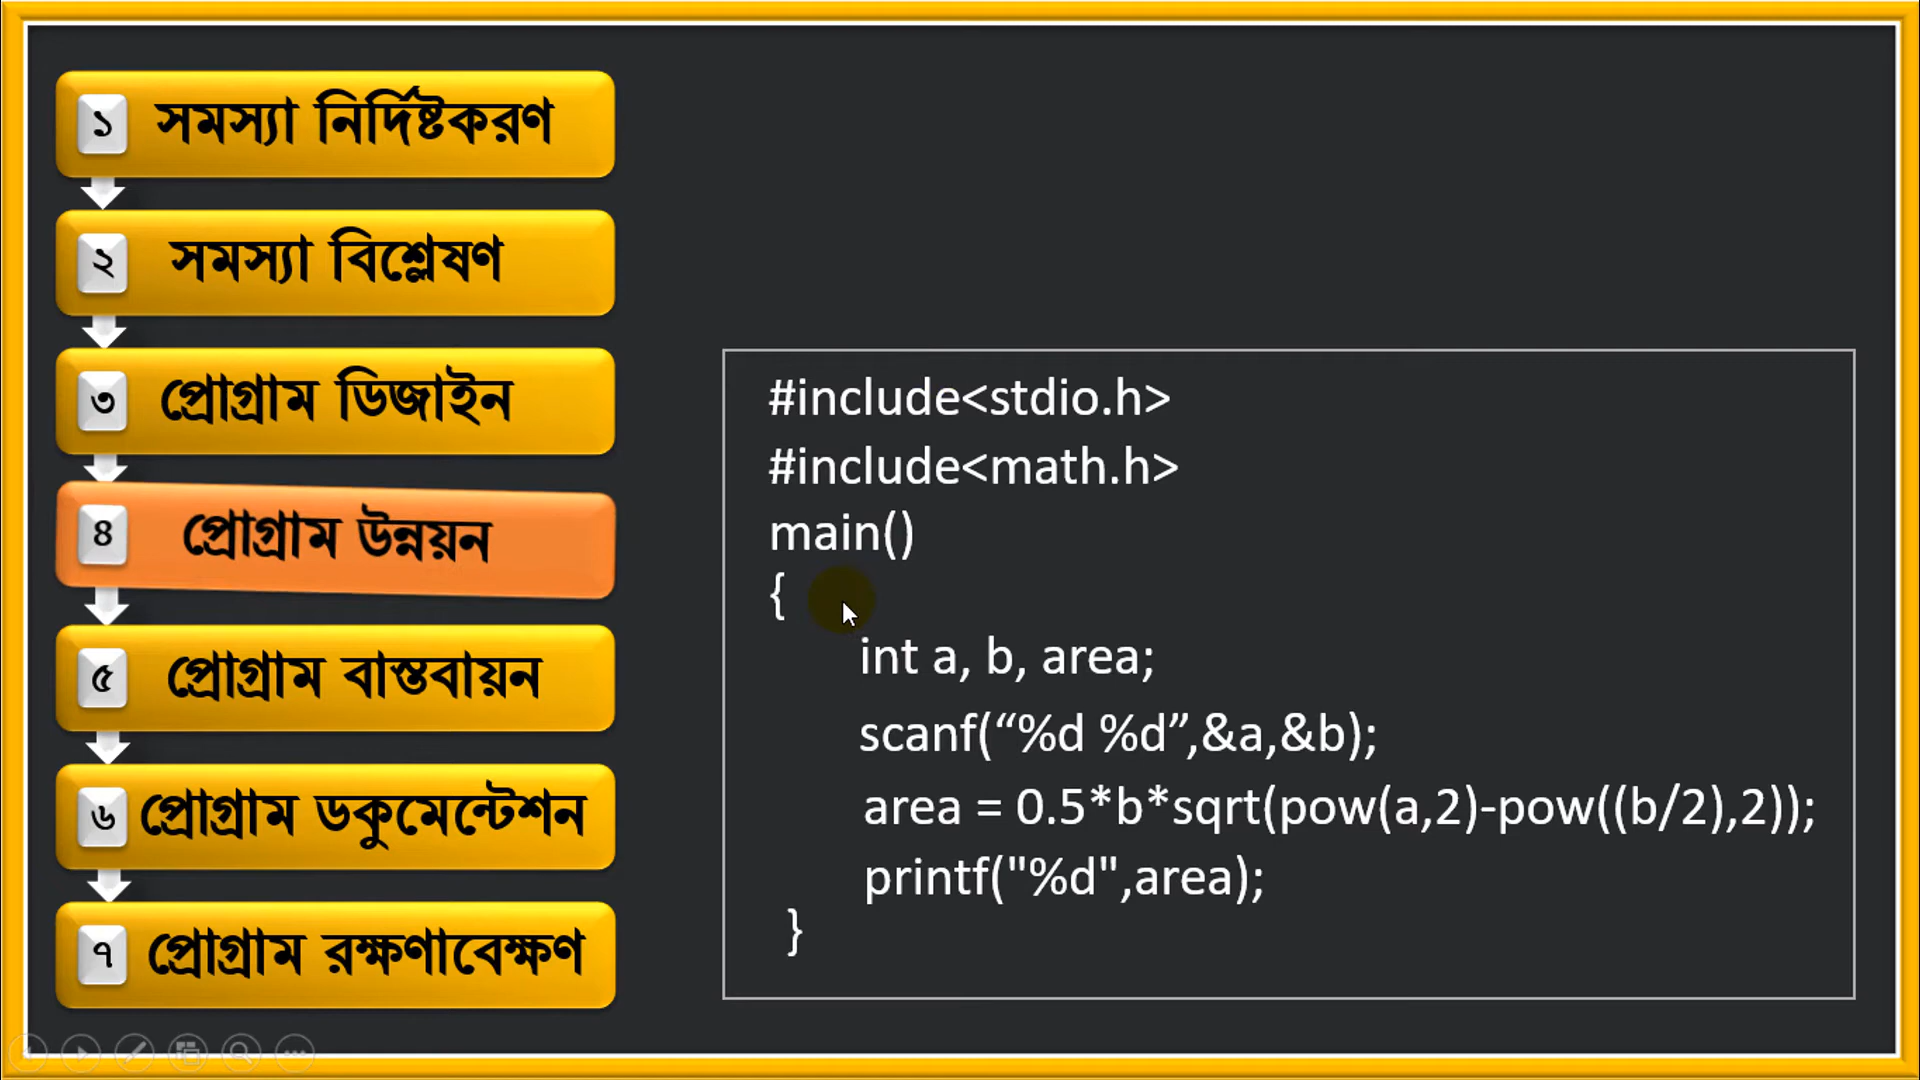 ১ সমস্যা নির্দিষ্টকরণ
২ সমস্যা বিশ্লেষণ
৩ প্রোগ্রাম ডিজাইন
৪ প্রোগ্রাম উন্নয়ন
৫ প্রোগ্রাম বাস্তবায়ন
৬ প্রোগ্রাম ডকুমেন্টেশন
৭ প্রোগ্রাম রক্ষণাবেক্ষণ
#include<stdio.h>
#include<math.h>
main()
{
int a, b, area;
scanf(“%d %d”,&a,&b);
area = 0.5*b*sqrt(pow(a,2)-pow((b/2),2));
printf("%d",area);
}